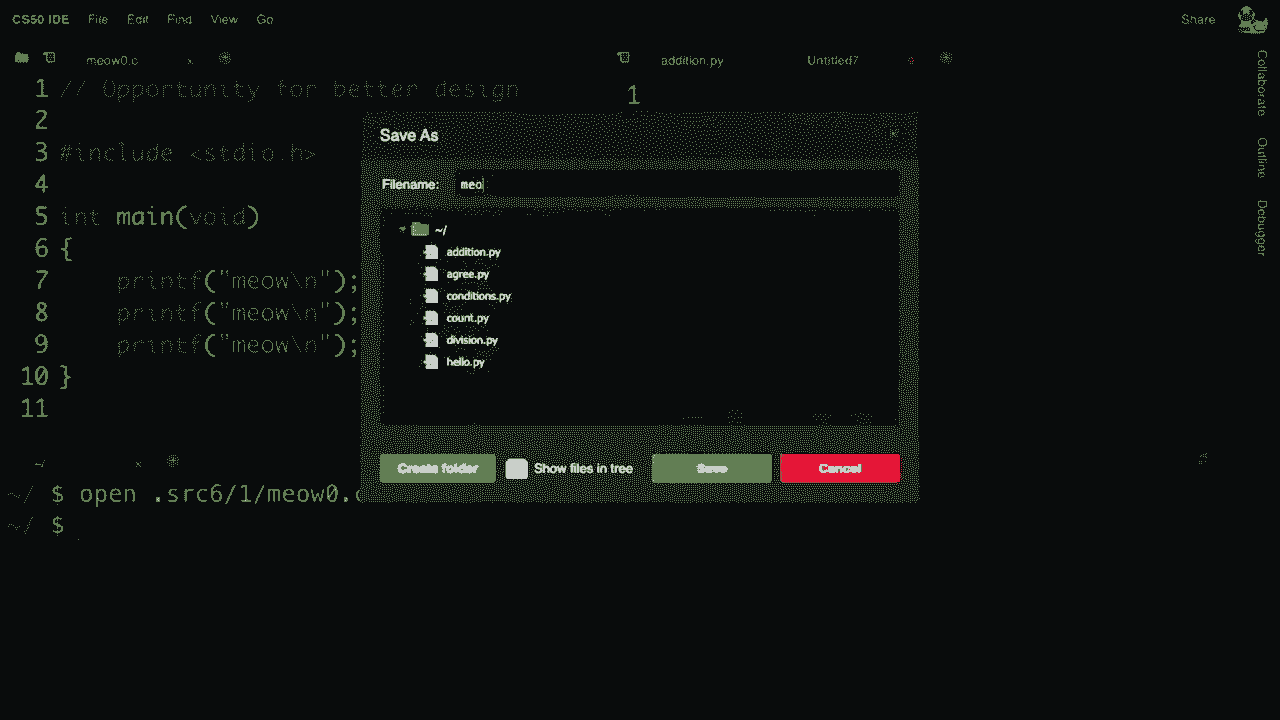 CS50 IDE File Edit Find View Go Share
meow0.c x addition.py Untitled7
1 // Opportunity for better design
2
3 #include <stdio.h>
4
5 int main(void)
6 {
7 printf("meow\n");
8 printf("meow\n");
9 printf("meow\n");
10 }
11
1
Collaborate
Outline
Debugger
Save As
Filename: meo
~/
addition.py
agree.py
conditions.py
count.py
division.py
hello.py
Create folder Show files in tree Save Cancel
~/ x
~/ $ open .src6/1/meow0.c
~/ $